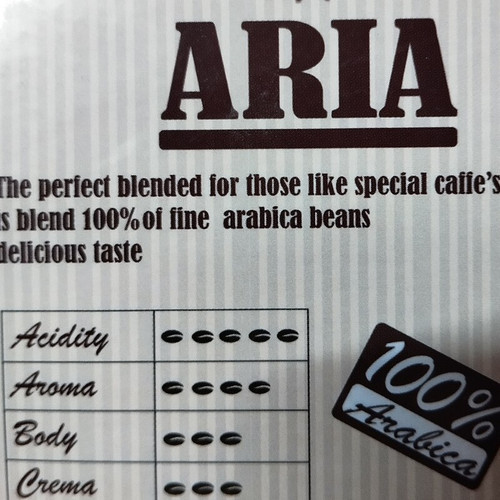 ARIA
The perfect blended for those like special caffe's
is blend 100% of fine arabica beans
delicious taste
Acidity
Aroma
Body
Crema
100%
Arabica